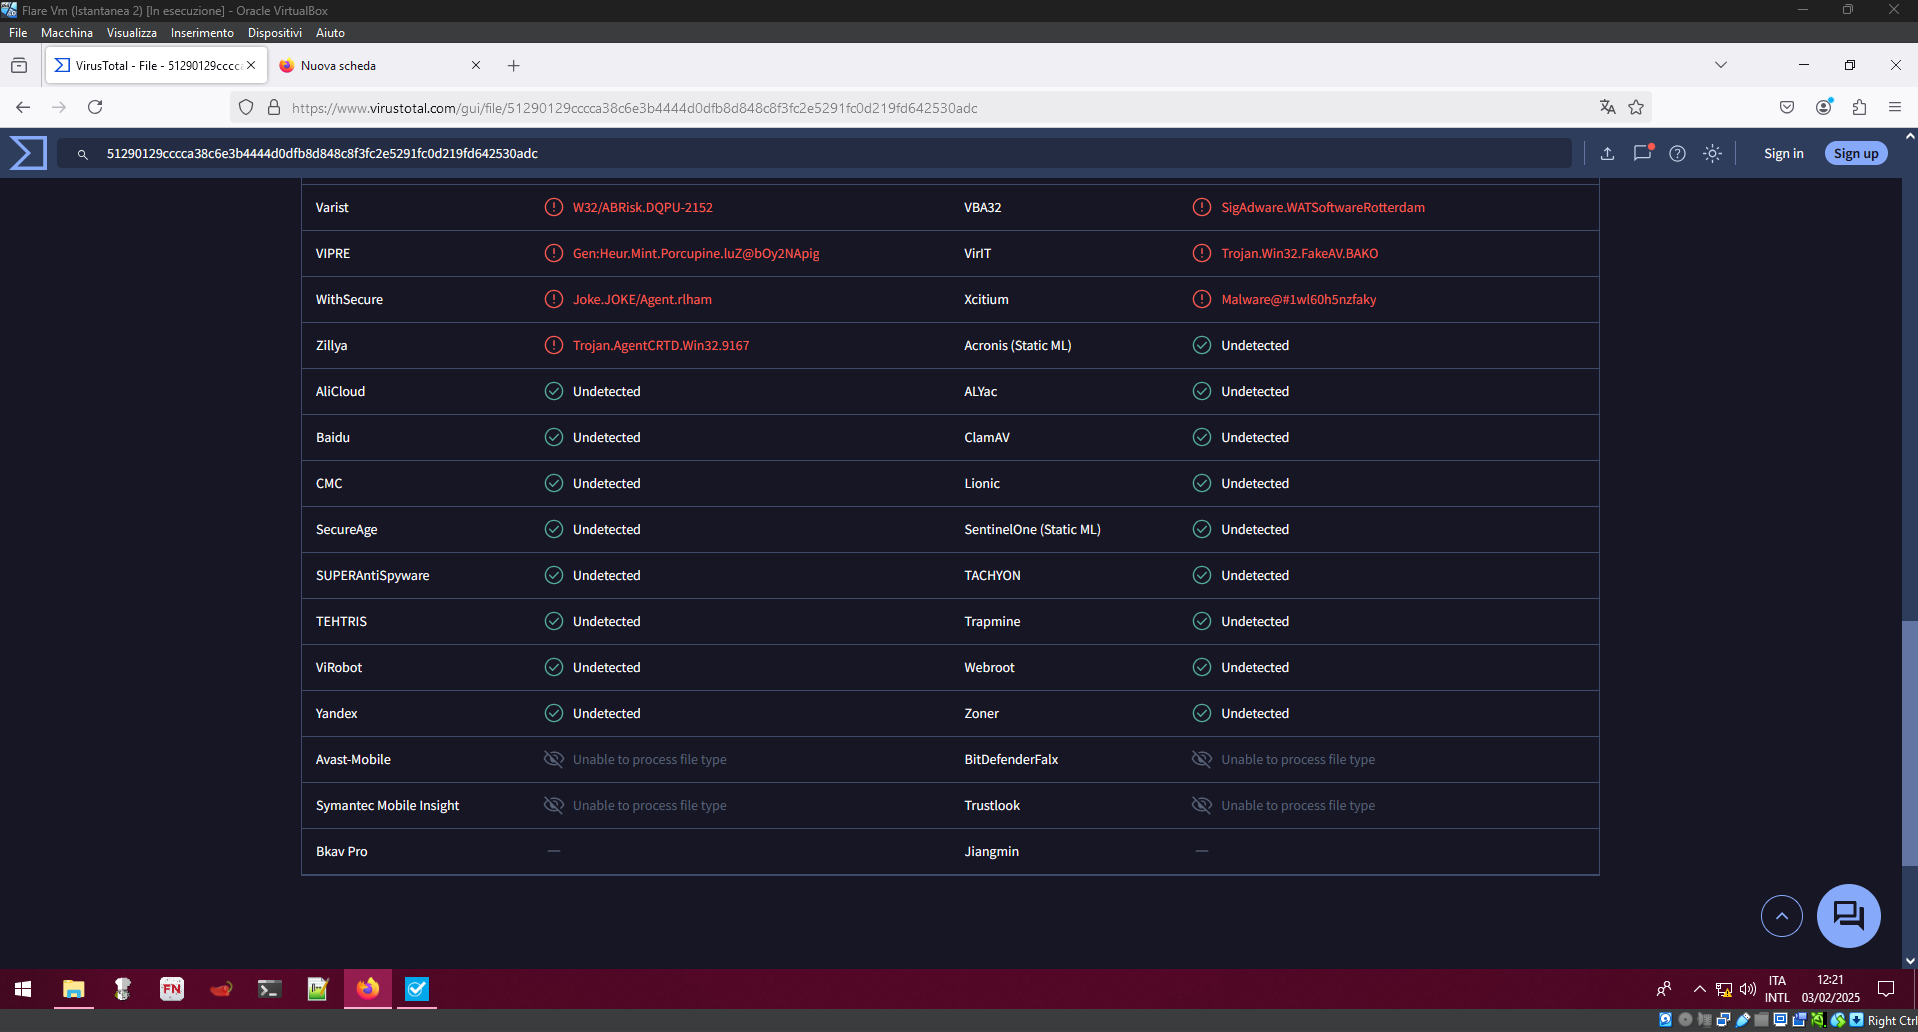 Flare Vm (Istantanea 2) [In esecuzione] - Oracle VirtualBox
File Macchina Visualizza Inserimento Dispositivi Aiuto
VirusTotal - File - 51290129cccca
Nuova scheda
https://www.virustotal.com/gui/file/51290129cccca38c6e3b4444d0dfb8d848c8f3fc2e5291fc0d219fd642530adc
51290129cccca38c6e3b4444d0dfb8d848c8f3fc2e5291fc0d219fd642530adc
Sign in
Sign up
Varist W32/ABRisk.DQPU-2152 VBA32 SigAdware.WATSoftwareRotterdam
VIPRE Gen:Heur.Mint.Porcupine.luZ@bOy2NApig VirIT Trojan.Win32.FakeAV.BAKO
WithSecure Joke.JOKE/Agent.rlham Xcitium Malware@#1wl60h5nzfaky
Zillya Trojan.AgentCRTD.Win32.9167 Acronis (Static ML) Undetected
AliCloud Undetected ALYac Undetected
Baidu Undetected ClamAV Undetected
CMC Undetected Lionic Undetected
SecureAge Undetected SentinelOne (Static ML) Undetected
SUPERAntiSpyware Undetected TACHYON Undetected
TEHTRIS Undetected Trapmine Undetected
ViRobot Undetected Webroot Undetected
Yandex Undetected Zoner Undetected
Avast-Mobile Unable to process file type BitDefenderFalx Unable to process file type
Symantec Mobile Insight Unable to process file type Trustlook Unable to process file type
Bkav Pro — Jiangmin —
FN
ITA
INTL
12:21
03/02/2025
Right Ctrl